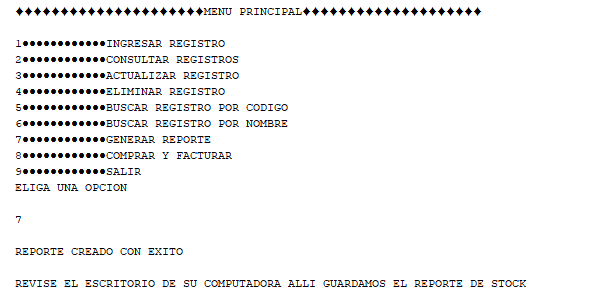 ♦♦♦♦♦♦♦♦♦♦♦♦♦♦♦♦♦♦♦♦♦♦♦MENU PRINCIPAL♦♦♦♦♦♦♦♦♦♦♦♦♦♦♦♦♦♦♦♦♦♦
1●●●●●●●●●●●●INGRESAR REGISTRO
2●●●●●●●●●●●●CONSULTAR REGISTROS
3●●●●●●●●●●●●ACTUALIZAR REGISTRO
4●●●●●●●●●●●●ELIMINAR REGISTRO
5●●●●●●●●●●●●BUSCAR REGISTRO POR CODIGO
6●●●●●●●●●●●●BUSCAR REGISTRO POR NOMBRE
7●●●●●●●●●●●●GENERAR REPORTE
8●●●●●●●●●●●●COMPRAR Y FACTURAR
9●●●●●●●●●●●●SALIR
ELIGA UNA OPCION
7
REPORTE CREADO CON EXITO
REVISE EL ESCRITORIO DE SU COMPUTADORA ALLI GUARDAMOS EL REPORTE DE STOCK